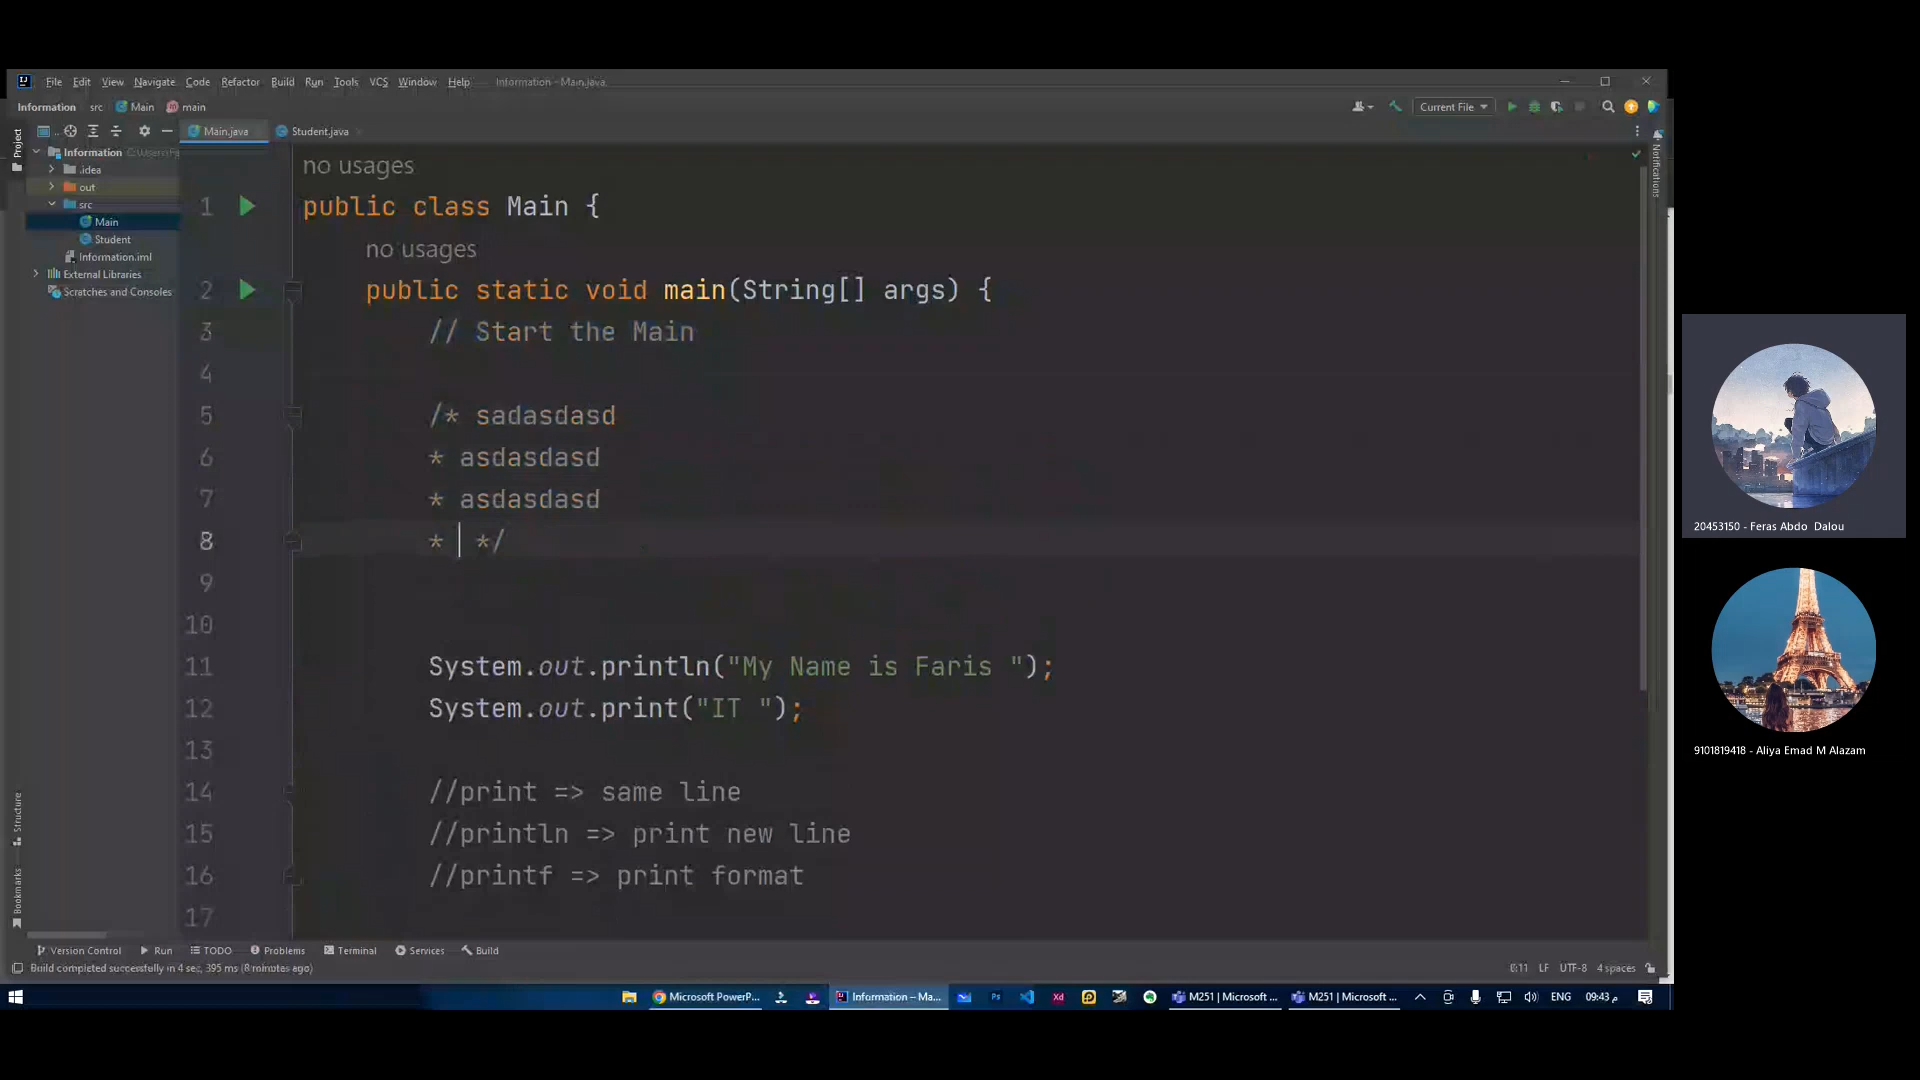 File Edit View Navigate Code Refactor Build Run Tools VCS Window Help Information - Main.java
Information src Main main
Current File
Project
Main.java Student.java
Information
.idea
out
src
Main
Student
Information.iml
External Libraries
Scratches and Consoles
Notifications
no usages
1 public class Main {
no usages
2 public static void main(String[] args) {
3 // Start the Main
4
5 /* sadasdasd
6 * asdasdasd
7 * asdasdasd
8 * */
9
10
11 System.out.println("My Name is Faris ");
12 System.out.print("IT ");
13
14 //print => same line
15 //println => print new line
16 //printf => print format
17
Structure
Bookmarks
20453150 - Feras Abdo Dalou
9101819418 - Aliya Emad M Alazam
Version Control Run TODO Problems Terminal Services Build
Build completed successfully in 4 sec, 395 ms (8 minutes ago)
8:11 LF UTF-8 4 spaces
Microsoft PowerP... Information – Ma... Ps Xd M251 | Microsoft ... M251 | Microsoft ... ENG 09:43 م